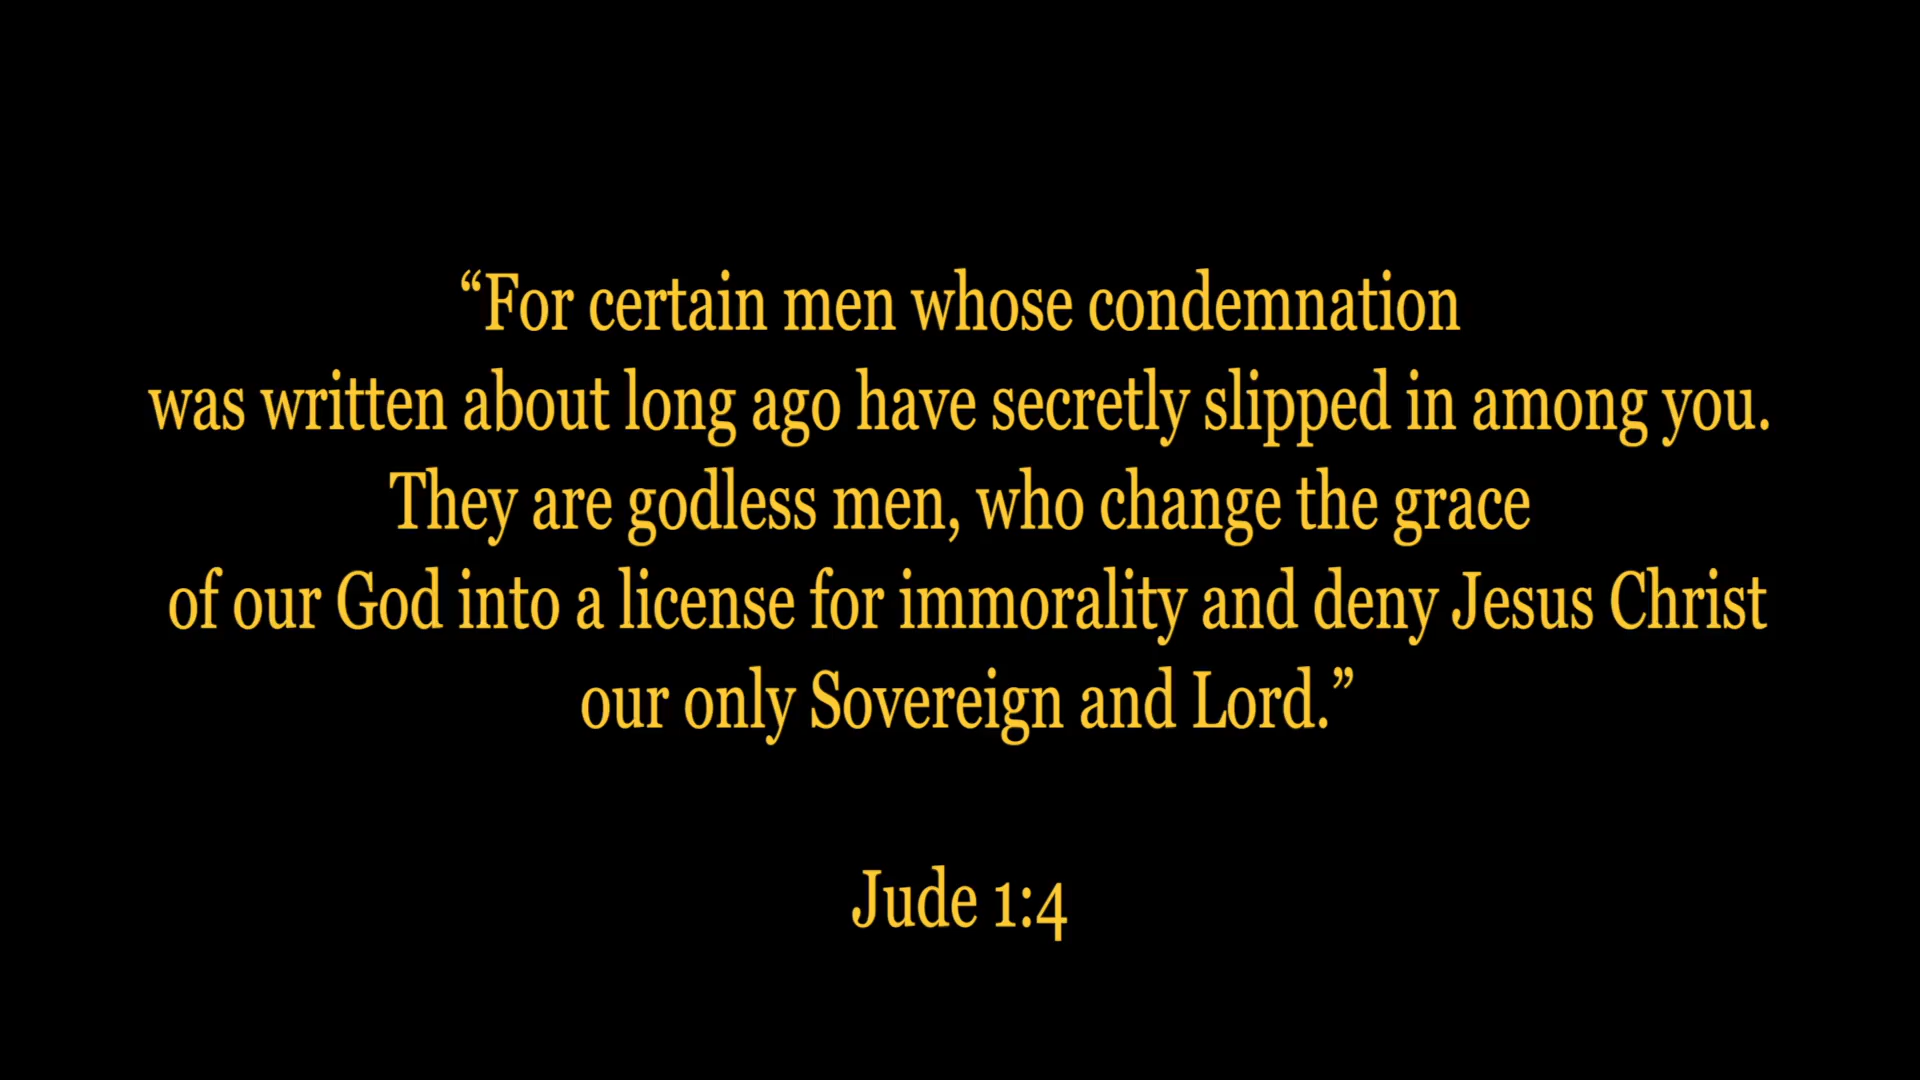 “For certain men whose condemnation
was written about long ago have secretly slipped in among you.
They are godless men, who change the grace
of our God into a license for immorality and deny Jesus Christ
our only Sovereign and Lord.”
Jude 1:4